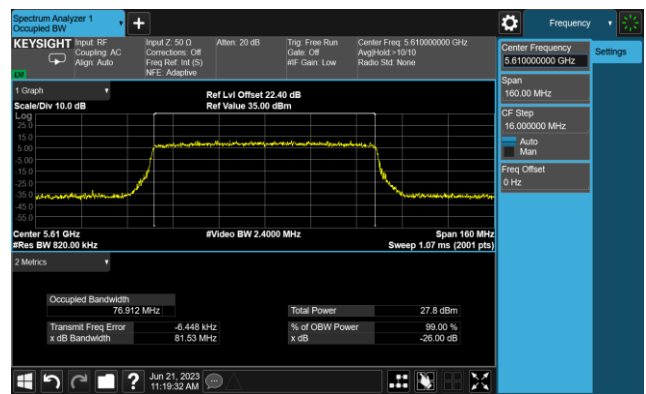 Spectrum Analyzer 1
Occupied BW
Frequency
KEYSIGHT
Input: RF
Coupling: AC
Align: Auto
Input Z: 50 Ω
Corrections: Off
Freq Ref: Int (S)
NFE: Adaptive
Atten: 20 dB
Trig: Free Run
Gate: Off
#IF Gain: Low
Center Freq: 5.610000000 GHz
Avg|Hold:>10/10
Radio Std: None
Center Frequency
5.610000000 GHz
Settings
Span
160.00 MHz
CF Step
16.000000 MHz
Auto
Man
Freq Offset
0 Hz
1 Graph
Scale/Div 10.0 dB
Ref Lvl Offset 22.40 dB
Ref Value 35.00 dBm
Log
25.0
15.0
5.00
-5.00
-15.0
-25.0
-35.0
-45.0
-55.0
Center 5.61 GHz
#Video BW 2.4000 MHz
Span 160 MHz
#Res BW 820.00 kHz
Sweep 1.07 ms (2001 pts)
2 Metrics
Occupied Bandwidth
76.912 MHz
Total Power 27.8 dBm
Transmit Freq Error -6.448 kHz
% of OBW Power 99.00 %
x dB Bandwidth 81.53 MHz
x dB -26.00 dB
?
Jun 21, 2023
11:19:32 AM